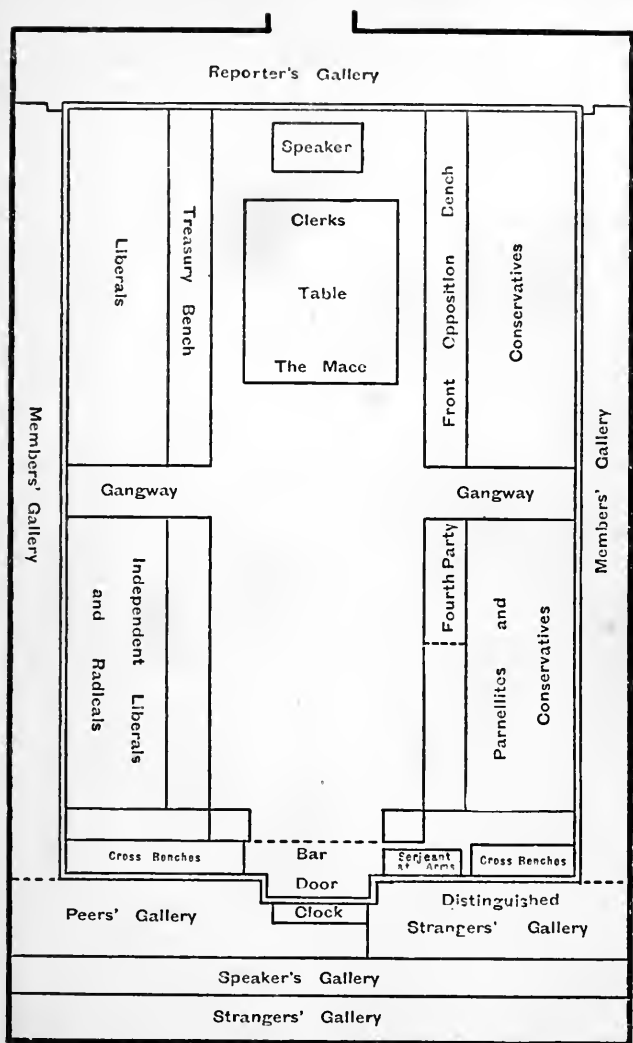 Reporter's Gallery
Speaker
Clerks
Table
The Mace
Liberals
Treasury Bench
Front Opposition Bench
Conservatives
Members' Gallery
Members' Gallery
Gangway
Gangway
Independent Liberals
and Radicals
Fourth Party
Parnellites and
Conservatives
Cross Benches
Bar
Serjeant
at Arms
Cross Benches
Door
Clock
Peers' Gallery
Distinguished
Strangers' Gallery
Speaker's Gallery
Strangers' Gallery